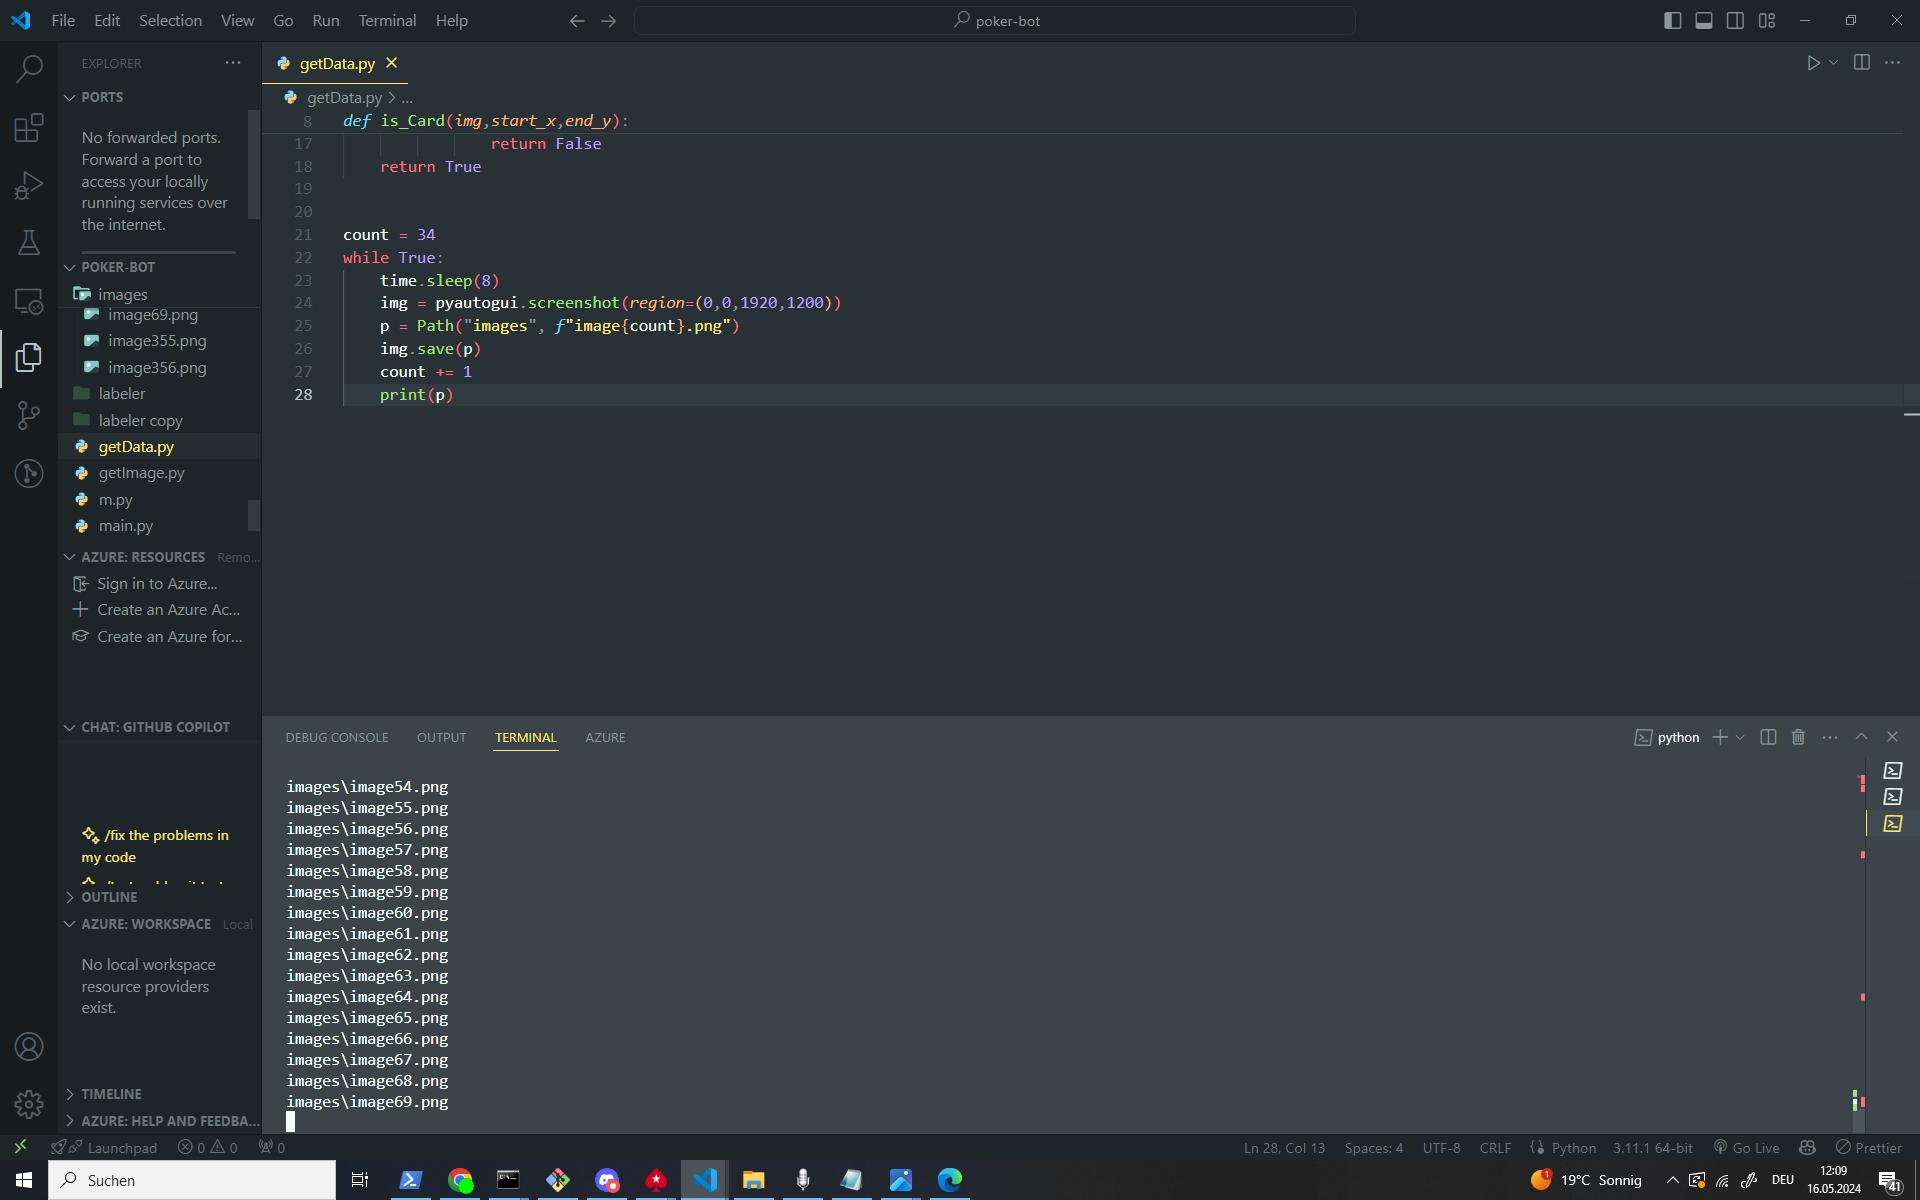 File Edit Selection View Go Run Terminal Help
poker-bot
EXPLORER
PORTS
No forwarded ports.
Forward a port to
access your locally
running services over
the internet.
POKER-BOT
images
image69.png
image355.png
image356.png
labeler
labeler copy
getData.py
getImage.py
m.py
main.py
AZURE: RESOURCES Remo...
Sign in to Azure...
Create an Azure Ac...
Create an Azure for...
CHAT: GITHUB COPILOT
/fix the problems in
my code
OUTLINE
AZURE: WORKSPACE Local
No local workspace
resource providers
exist.
TIMELINE
AZURE: HELP AND FEEDBA...
getData.py
getData.py > ...
8 def is_Card(img,start_x,end_y):
17 return False
18 return True
19
20
21 count = 34
22 while True:
23 time.sleep(8)
24 img = pyautogui.screenshot(region=(0,0,1920,1200))
25 p = Path("images", f"image{count}.png")
26 img.save(p)
27 count += 1
28 print(p)
DEBUG CONSOLE OUTPUT TERMINAL AZURE
python
images\image54.png
images\image55.png
images\image56.png
images\image57.png
images\image58.png
images\image59.png
images\image60.png
images\image61.png
images\image62.png
images\image63.png
images\image64.png
images\image65.png
images\image66.png
images\image67.png
images\image68.png
images\image69.png
Launchpad 0 0 0
Ln 28, Col 13 Spaces: 4 UTF-8 CRLF Python 3.11.1 64-bit Go Live Prettier
Suchen
1 19°C Sonnig DEU 12:09
16.05.2024 41